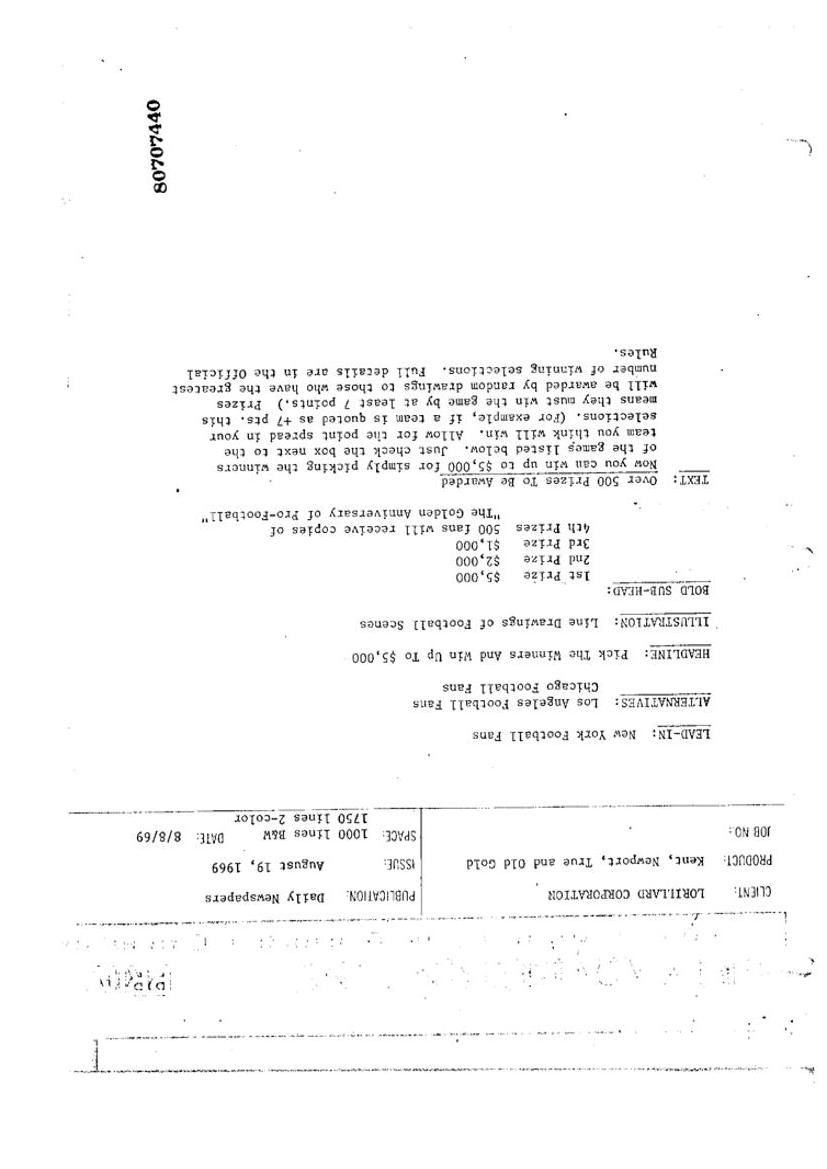 CLIENT: LORILLARD CORPORATION PUBLICATION: Daily Newspapers
PRODUCT: Kent, Newport, True and Old Gold ISSUE: August 19, 1969
JOB NO: SPACE: 1000 lines B&W DATE: 8/8/69
1750 lines 2-color
LEAD-IN: New York Football Fans
ALTERNATIVES: Los Angeles Football Fans
Chicago Football Fans
HEADLINE: Pick The Winners And Win Up To $5,000
ILLUSTRATION: Line Drawings of Football Scenes
BOLD SUB-HEAD:
1st Prize $5,000
2nd Prize $2,000
3rd Prize $1,000
4th Prizes 500 fans will receive copies of
"The Golden Anniversary of Pro-Football"
TEXT: Over 500 Prizes To Be Awarded
Now you can win up to $5,000 for simply picking the winners
of the games listed below. Just check the box next to the
team you think will win. Allow for the point spread in your
selections. (For example, if a team is quoted as +7 pts. this
means they must win the game by at least 7 points.) Prizes
will be awarded by random drawings to those who have the greatest
number of winning selections. Full details are in the Official
Rules.
80707440